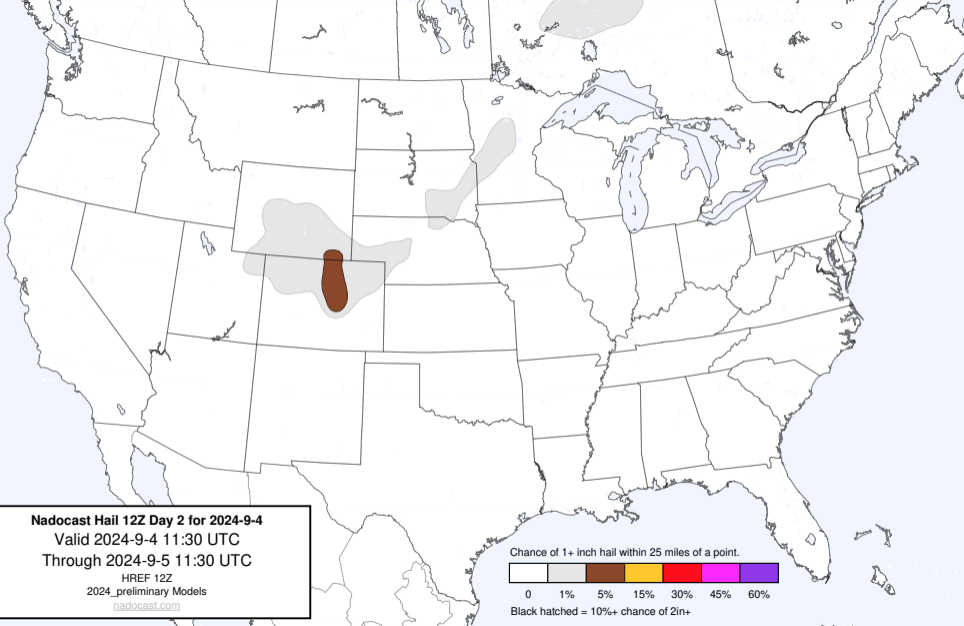 Nadocast Hail 12Z Day 2 for 2024-9-4
Valid 2024-9-4 11:30 UTC
Through 2024-9-5 11:30 UTC
HREF 12Z
2024_preliminary Models
nadocast.com
Chance of 1+ inch hail within 25 miles of a point.
0 1% 5% 15% 30% 45% 60%
Black hatched = 10%+ chance of 2in+